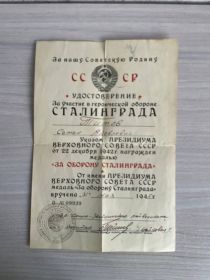 За нашу Советскую Родину
СССР
УДОСТОВЕРЕНИЕ
За участие в героической обороне
СТАЛИНГРАДА
Титов
Указом ПРЕЗИДИУМА
ВЕРХОВНОГО СОВЕТА СССР
от 22 декабря 1942 г. награжден
медалью
«ЗА ОБОРОНУ СТАЛИНГРАДА»
От имени ПРЕЗИДИУМА
ВЕРХОВНОГО СОВЕТА СССР
медаль «За оборону Сталинграда»
вручена